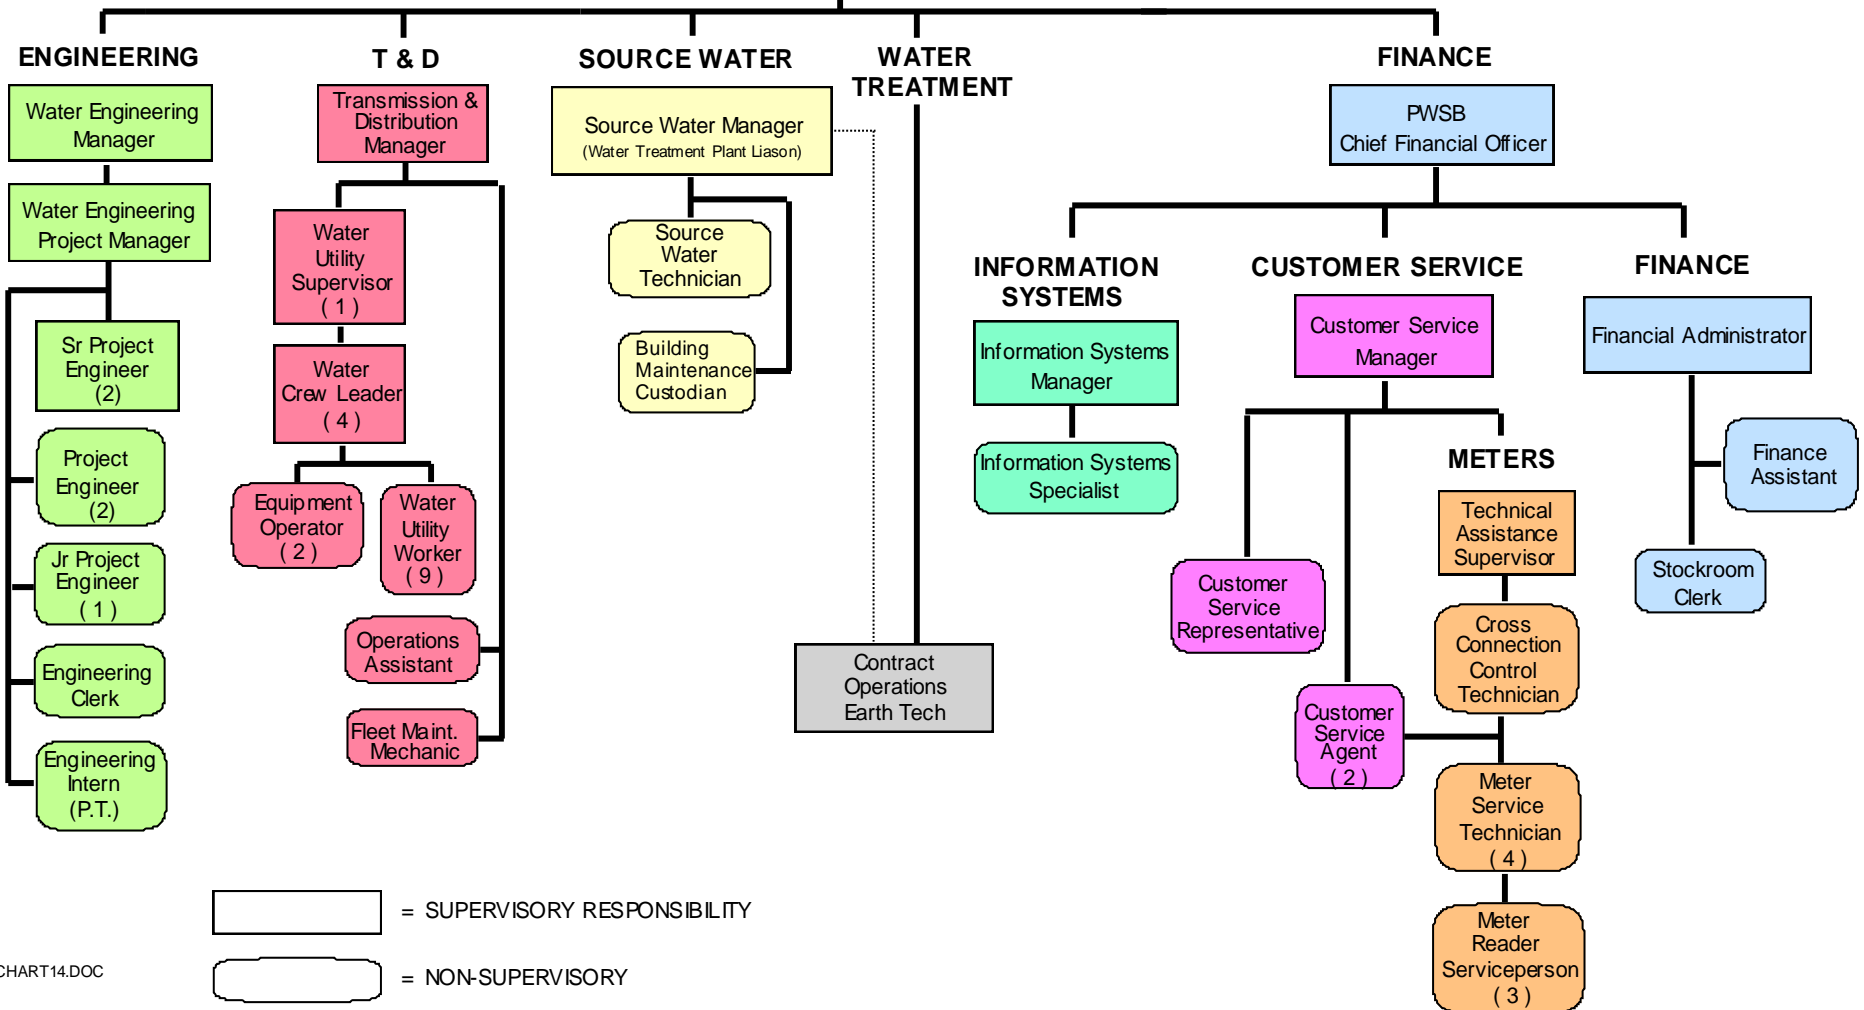 ENGINEERING
Water Engineering
Manager
Water Engineering
Project Manager
Sr Project
Engineer
(2)
Project
Engineer
(2)
Jr Project
Engineer
( 1 )
Engineering
Clerk
Engineering
Intern
(P.T.)
T & D
Transmission &
Distribution
Manager
Water
Utility
Supervisor
( 1 )
Water
Crew Leader
( 4 )
Equipment
Operator
( 2 )
Water
Utility
Worker
( 9 )
Operations
Assistant
Fleet Maint.
Mechanic
SOURCE WATER
Source Water Manager
(Water Treatment Plant Liason)
Source
Water
Technician
Building
Maintenance
Custodian
WATER
TREATMENT
Contract
Operations
Earth Tech
FINANCE
PWSB
Chief Financial Officer
INFORMATION
SYSTEMS
Information Systems
Manager
Information Systems
Specialist
CUSTOMER SERVICE
Customer Service
Manager
Customer
Service
Representative
Customer
Service
Agent
( 2 )
METERS
Technical
Assistance
Supervisor
Cross
Connection
Control
Technician
Meter
Service
Technician
( 4 )
Meter
Reader
Serviceperson
( 3 )
FINANCE
Financial Administrator
Finance
Assistant
Stockroom
Clerk
= SUPERVISORY RESPONSIBILITY
= NON-SUPERVISORY
CHART14.DOC